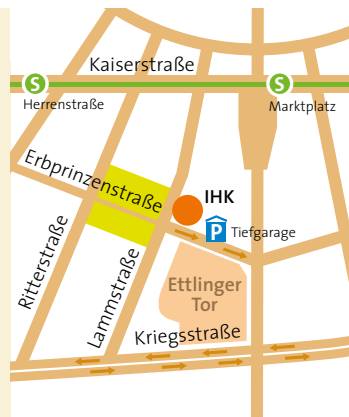 Kaiserstraße
S
S
Herrenstraße
Marktplatz
Erbprinzenstraße
IHK
P
Tiefgarage
Ritterstraße
Lammstraße
Ettlinger
Tor
Kriegsstraße